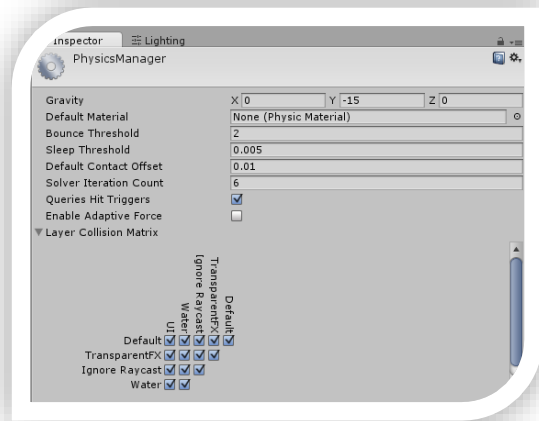 Inspector
Lighting
PhysicsManager
Gravity X 0 Y -15 Z 0
Default Material None (Physic Material)
Bounce Threshold 2
Sleep Threshold 0.005
Default Contact Offset 0.01
Solver Iteration Count 6
Queries Hit Triggers
Enable Adaptive Force
Layer Collision Matrix
UI
Water
Ignore Raycast
TransparentFX
Default
Default
TransparentFX
Ignore Raycast
Water